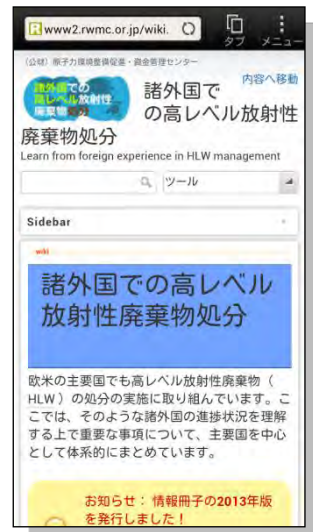 www2.rwmc.or.jp/wiki.
タブ
メニュー
(公財) 原子力環境整備促進・資金管理センター
内容へ移動
諸外国での
高レベル放射性
廃棄物処分
諸外国で
の高レベル放射性
廃棄物処分
Learn from foreign experience in HLW management
ツール
Sidebar
wiki
諸外国での高レベル
放射性廃棄物処分
欧米の主要国でも高レベル放射性廃棄物（
HLW ）の処分の実施に取り組んでいます。こ
こでは、そのような諸外国の進捗状況を理解
する上で重要な事項について、主要国を中心
として体系的にまとめています。
お知らせ： 情報冊子の2013年版
を発行しました！